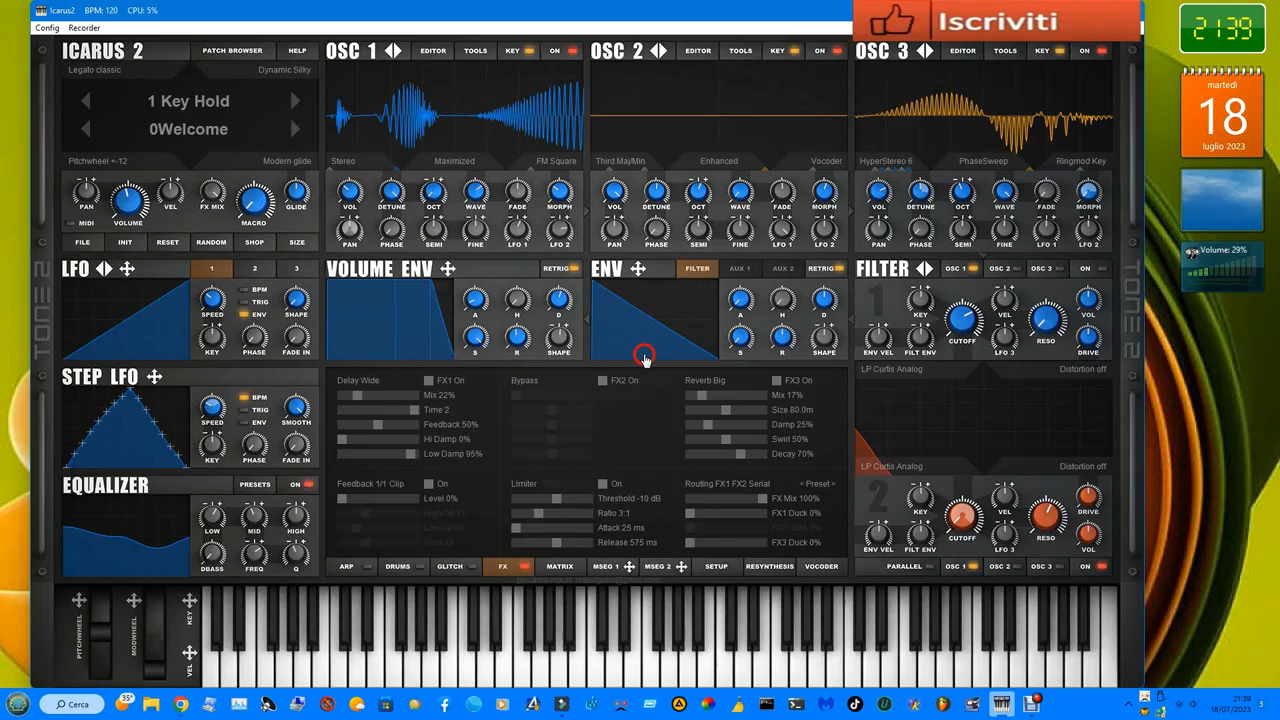 Icarus2 BPM: 120 CPU: 5%
Config Recorder
Iscriviti
21:39
martedì
18
luglio 2023
Volume: 29%
ICARUS 2 PATCH BROWSER HELP
Legato classic Dynamic Silky
1 Key Hold
0Welcome
Pitchwheel +-12 Modern glide
PAN VOLUME VEL FX MIX MACRO GLIDE
MIDI
FILE INIT RESET RANDOM SHOP SIZE
OSC 1 EDITOR TOOLS KEY ON
Stereo Maximized FM Square
VOL DETUNE OCT WAVE FADE MORPH
PAN PHASE SEMI FINE LFO 1 LFO 2
OSC 2 EDITOR TOOLS KEY ON
Third Maj/Min Enhanced Vocoder
VOL DETUNE OCT WAVE FADE MORPH
PAN PHASE SEMI FINE LFO 1 LFO 2
OSC 3 EDITOR TOOLS KEY ON
HyperStereo 6 PhaseSweep Ringmod Key
VOL DETUNE OCT WAVE FADE MORPH
PAN PHASE SEMI FINE LFO 1 LFO 2
TONE 2
TONE 2
LFO 1 2 3
BPM
TRIG
ENV
SPEED SHAPE
KEY PHASE FADE IN
VOLUME ENV RETRIG
A H D
S R SHAPE
ENV FILTER AUX 1 AUX 2 RETRIG
A H D
S R SHAPE
FILTER OSC 1 OSC 2 OSC 3 ON
1
KEY CUTOFF VEL RESO VOL
ENV VEL FILT ENV LFO 3 DRIVE
LP Curtis Analog Distortion off
LP Curtis Analog Distortion off
2
KEY CUTOFF VEL RESO DRIVE
ENV VEL FILT ENV LFO 3 VOL
PARALLEL OSC 1 OSC 2 OSC 3 ON
STEP LFO
BPM
TRIG
ENV
SPEED SMOOTH
KEY PHASE FADE IN
EQUALIZER PRESETS ON
LOW MID HIGH
DBASS FREQ Q
Delay Wide FX1 On
Mix 22%
Time 2
Feedback 50%
Hi Damp 0%
Low Damp 95%
Bypass FX2 On
Reverb Big FX3 On
Mix 17%
Size 80.0m
Damp 25%
Swirl 50%
Decay 70%
Feedback 1/1 Clip On
Level 0%
Limiter On
Threshold -10 dB
Ratio 3:1
Attack 25 ms
Release 575 ms
Routing FX1 FX2 Serial < Preset >
FX Mix 100%
FX1 Duck 0%
FX2 Duck 0%
FX3 Duck 0%
ARP DRUMS GLITCH FX MATRIX MSEG 1 MSEG 2 SETUP RESYNTHESIS VOCODER
PITCHWHEEL MODWHEEL KEY VEL
Cerca
35°
21:39
18/07/2023
3